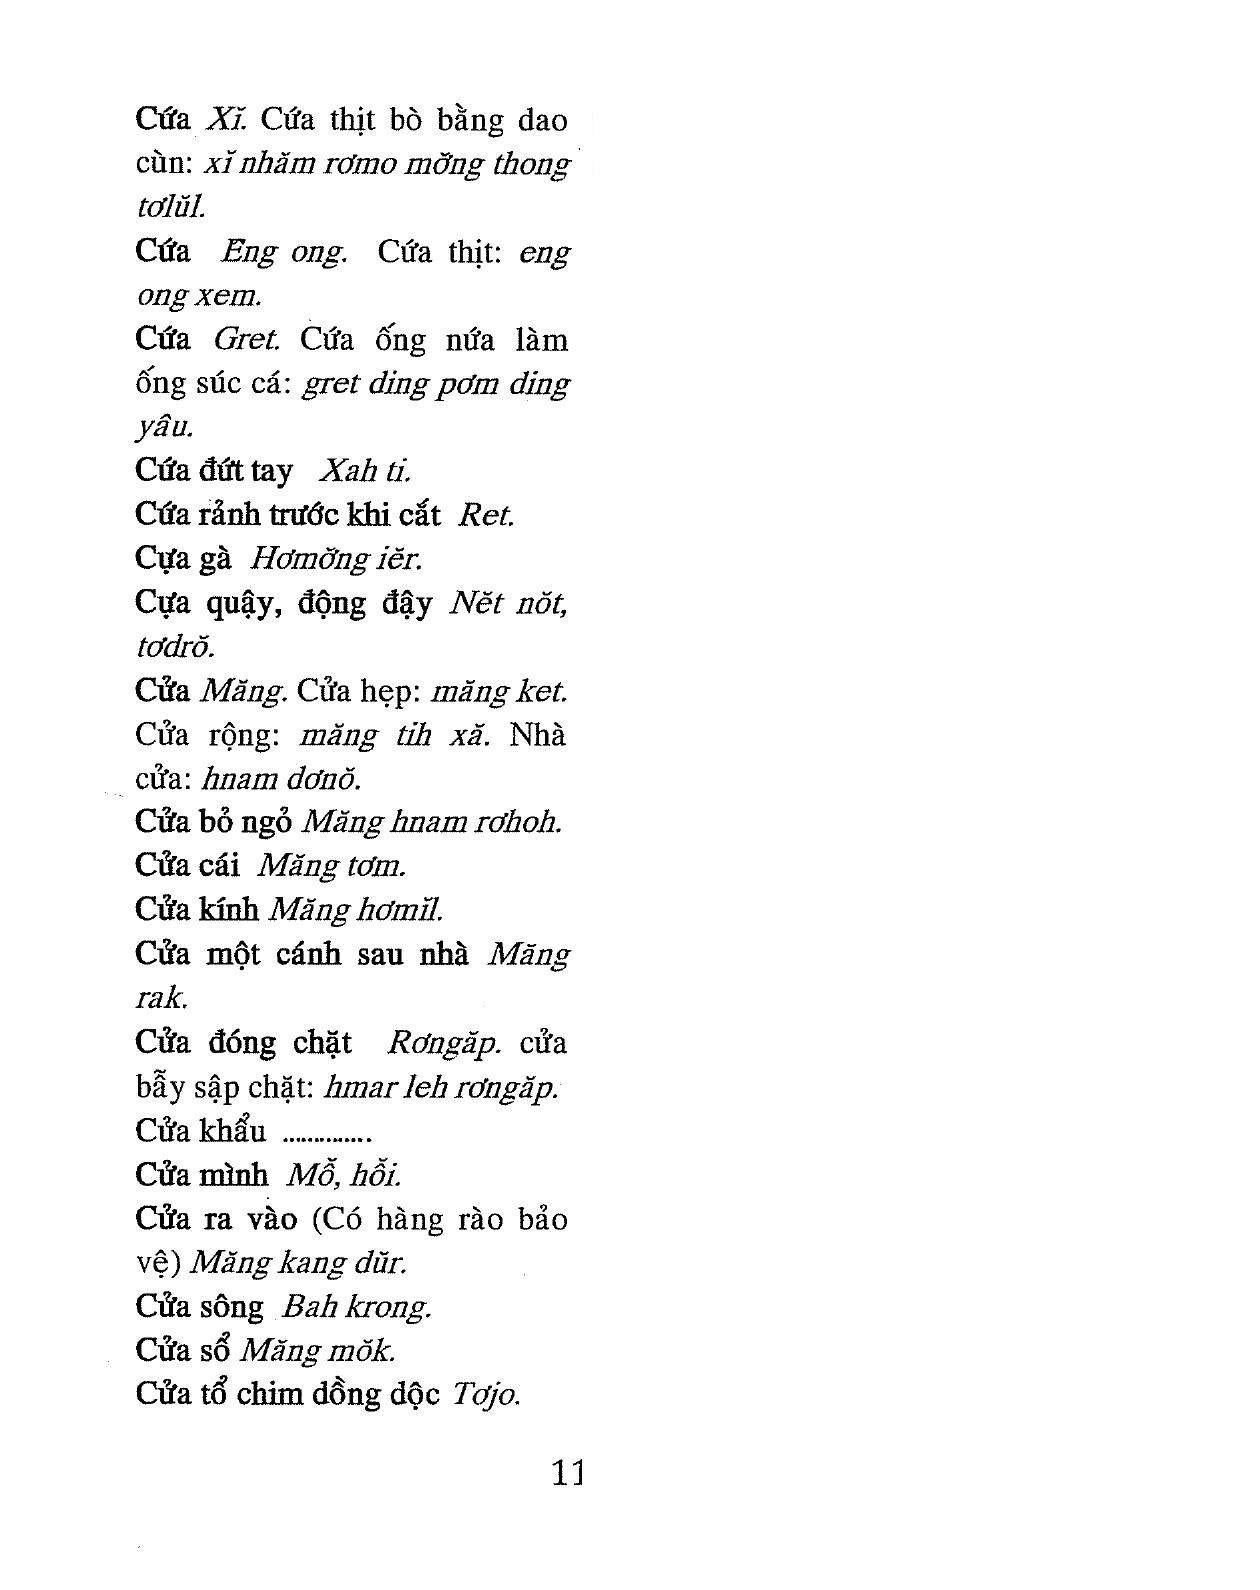 Cứa Xĭ. Cứa thịt bò bằng dao
cùn: xĭ nhăm rơmo mơ̆ng thong
tơlŭl.
Cứa Eng ong. Cứa thịt: eng
ong xem.
Cứa Gret. Cứa ống nứa làm
ống súc cá: gret ding pơm ding
yâu.
Cứa đứt tay Xah ti.
Cứa rảnh trước khi cắt Ret.
Cựa gà Hơmơ̆ng iĕr.
Cựa quậy, động đậy Nĕt nŏt,
tơdrŏ.
Cửa Măng. Cửa hẹp: măng ket.
Cửa rộng: măng tih xă. Nhà
cửa: hnam dơnŏ.
Cửa bỏ ngỏ Măng hnam rơhoh.
Cửa cái Măng tơm.
Cửa kính Măng hơmĭl.
Cửa một cánh sau nhà Măng
rak.
Cửa đóng chặt Rơngăp. cửa
bẫy sập chặt: hmar leh rơngăp.
Cửa khẩu ..............
Cửa mình Mô̆, hô̆i.
Cửa ra vào (Có hàng rào bảo
vệ) Măng kang dŭr.
Cửa sông Bah krong.
Cửa sổ Măng mŏk.
Cửa tổ chim dồng dộc Tơjo.
11